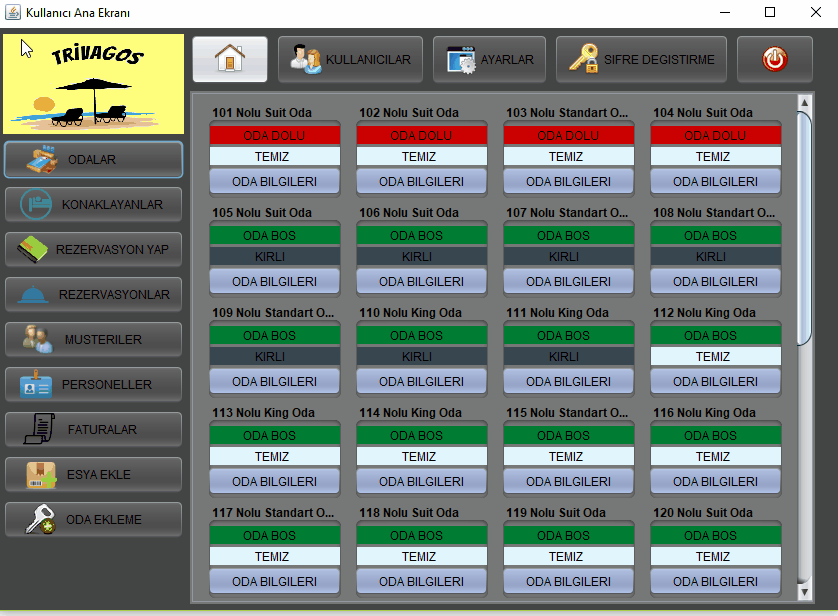 Kullanıcı Ana Ekranı
TRİVAGOS
KULLANICILAR
AYARLAR
SIFRE DEGISTIRME
ODALAR
KONAKLAYANLAR
REZERVASYON YAP
REZERVASYONLAR
MUSTERILER
PERSONELLER
FATURALAR
ESYA EKLE
ODA EKLEME
101 Nolu Suit Oda 102 Nolu Suit Oda 103 Nolu Standart O... 104 Nolu Suit Oda
ODA DOLU ODA DOLU ODA DOLU ODA DOLU
TEMIZ TEMIZ TEMIZ TEMIZ
ODA BILGILERI ODA BILGILERI ODA BILGILERI ODA BILGILERI
105 Nolu Suit Oda 106 Nolu Suit Oda 107 Nolu Standart O... 108 Nolu Standart O...
ODA BOS ODA BOS ODA BOS ODA BOS
KIRLI KIRLI KIRLI KIRLI
ODA BILGILERI ODA BILGILERI ODA BILGILERI ODA BILGILERI
109 Nolu Standart O... 110 Nolu King Oda 111 Nolu King Oda 112 Nolu King Oda
ODA BOS ODA BOS ODA BOS ODA BOS
KIRLI KIRLI KIRLI TEMIZ
ODA BILGILERI ODA BILGILERI ODA BILGILERI ODA BILGILERI
113 Nolu King Oda 114 Nolu King Oda 115 Nolu Standart O... 116 Nolu King Oda
ODA BOS ODA BOS ODA BOS ODA BOS
TEMIZ TEMIZ TEMIZ TEMIZ
ODA BILGILERI ODA BILGILERI ODA BILGILERI ODA BILGILERI
117 Nolu Standart O... 118 Nolu Suit Oda 119 Nolu Suit Oda 120 Nolu Suit Oda
ODA BOS ODA BOS ODA BOS ODA BOS
TEMIZ TEMIZ TEMIZ TEMIZ
ODA BILGILERI ODA BILGILERI ODA BILGILERI ODA BILGILERI